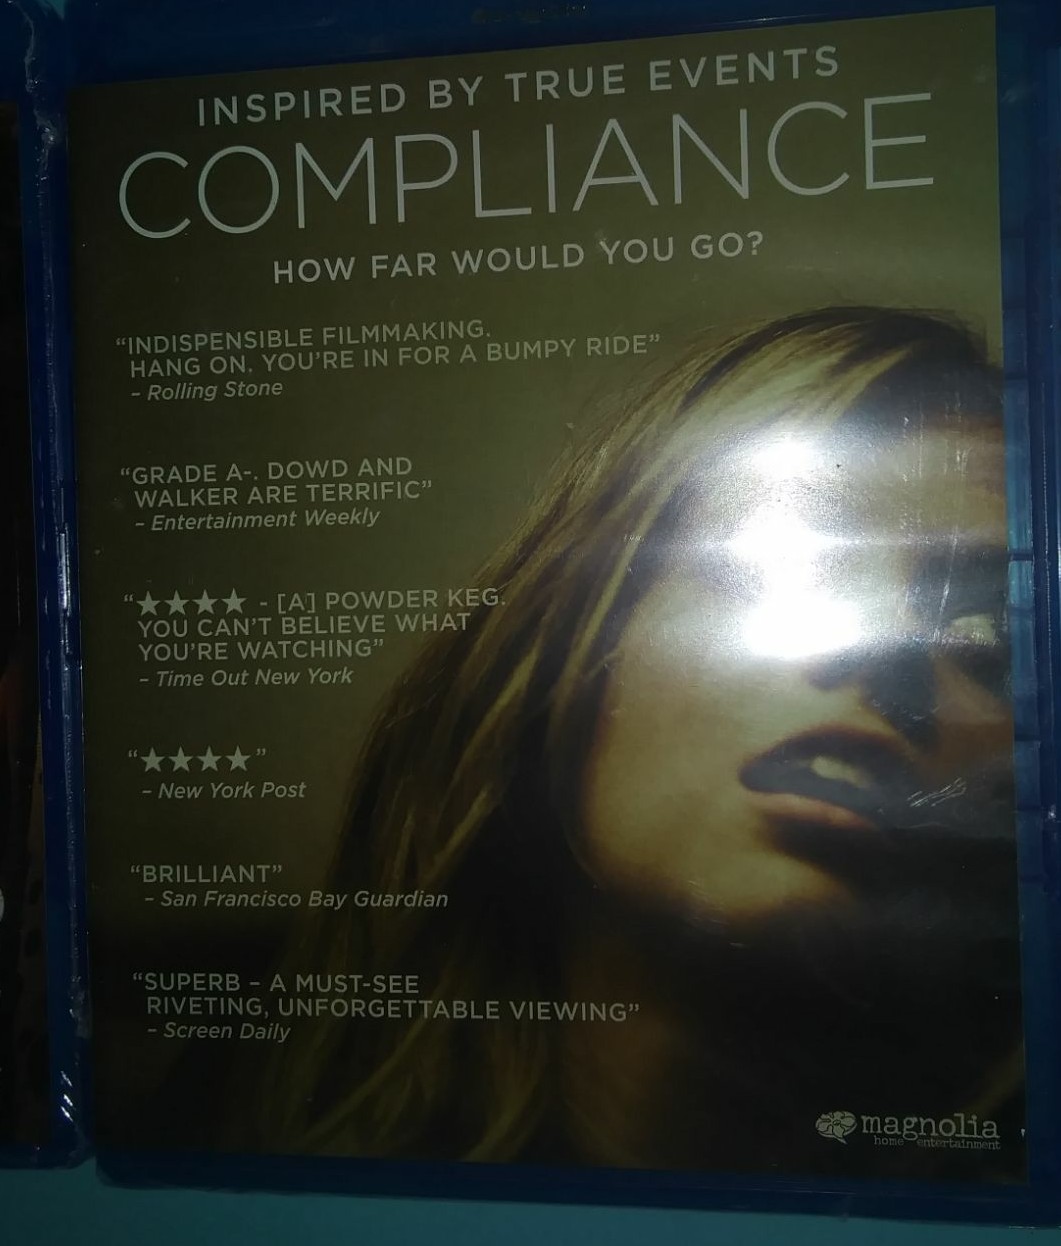 INSPIRED BY TRUE EVENTS
COMPLIANCE
HOW FAR WOULD YOU GO?
“INDISPENSIBLE FILMMAKING.
HANG ON. YOU’RE IN FOR A BUMPY RIDE”
– Rolling Stone
“GRADE A-. DOWD AND
WALKER ARE TERRIFIC”
– Entertainment Weekly
“★★★★ - [A] POWDER KEG.
YOU CAN’T BELIEVE WHAT
YOU’RE WATCHING”
– Time Out New York
“★★★★”
– New York Post
“BRILLIANT”
– San Francisco Bay Guardian
“SUPERB – A MUST-SEE
RIVETING, UNFORGETTABLE VIEWING”
– Screen Daily
magnolia
home entertainment